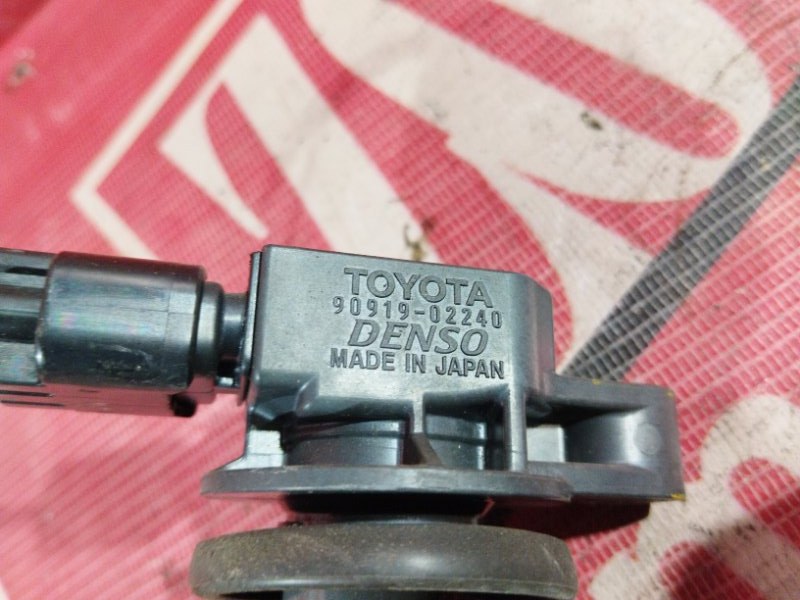 TOYOTA
90919-02240
DENSO
MADE IN JAPAN